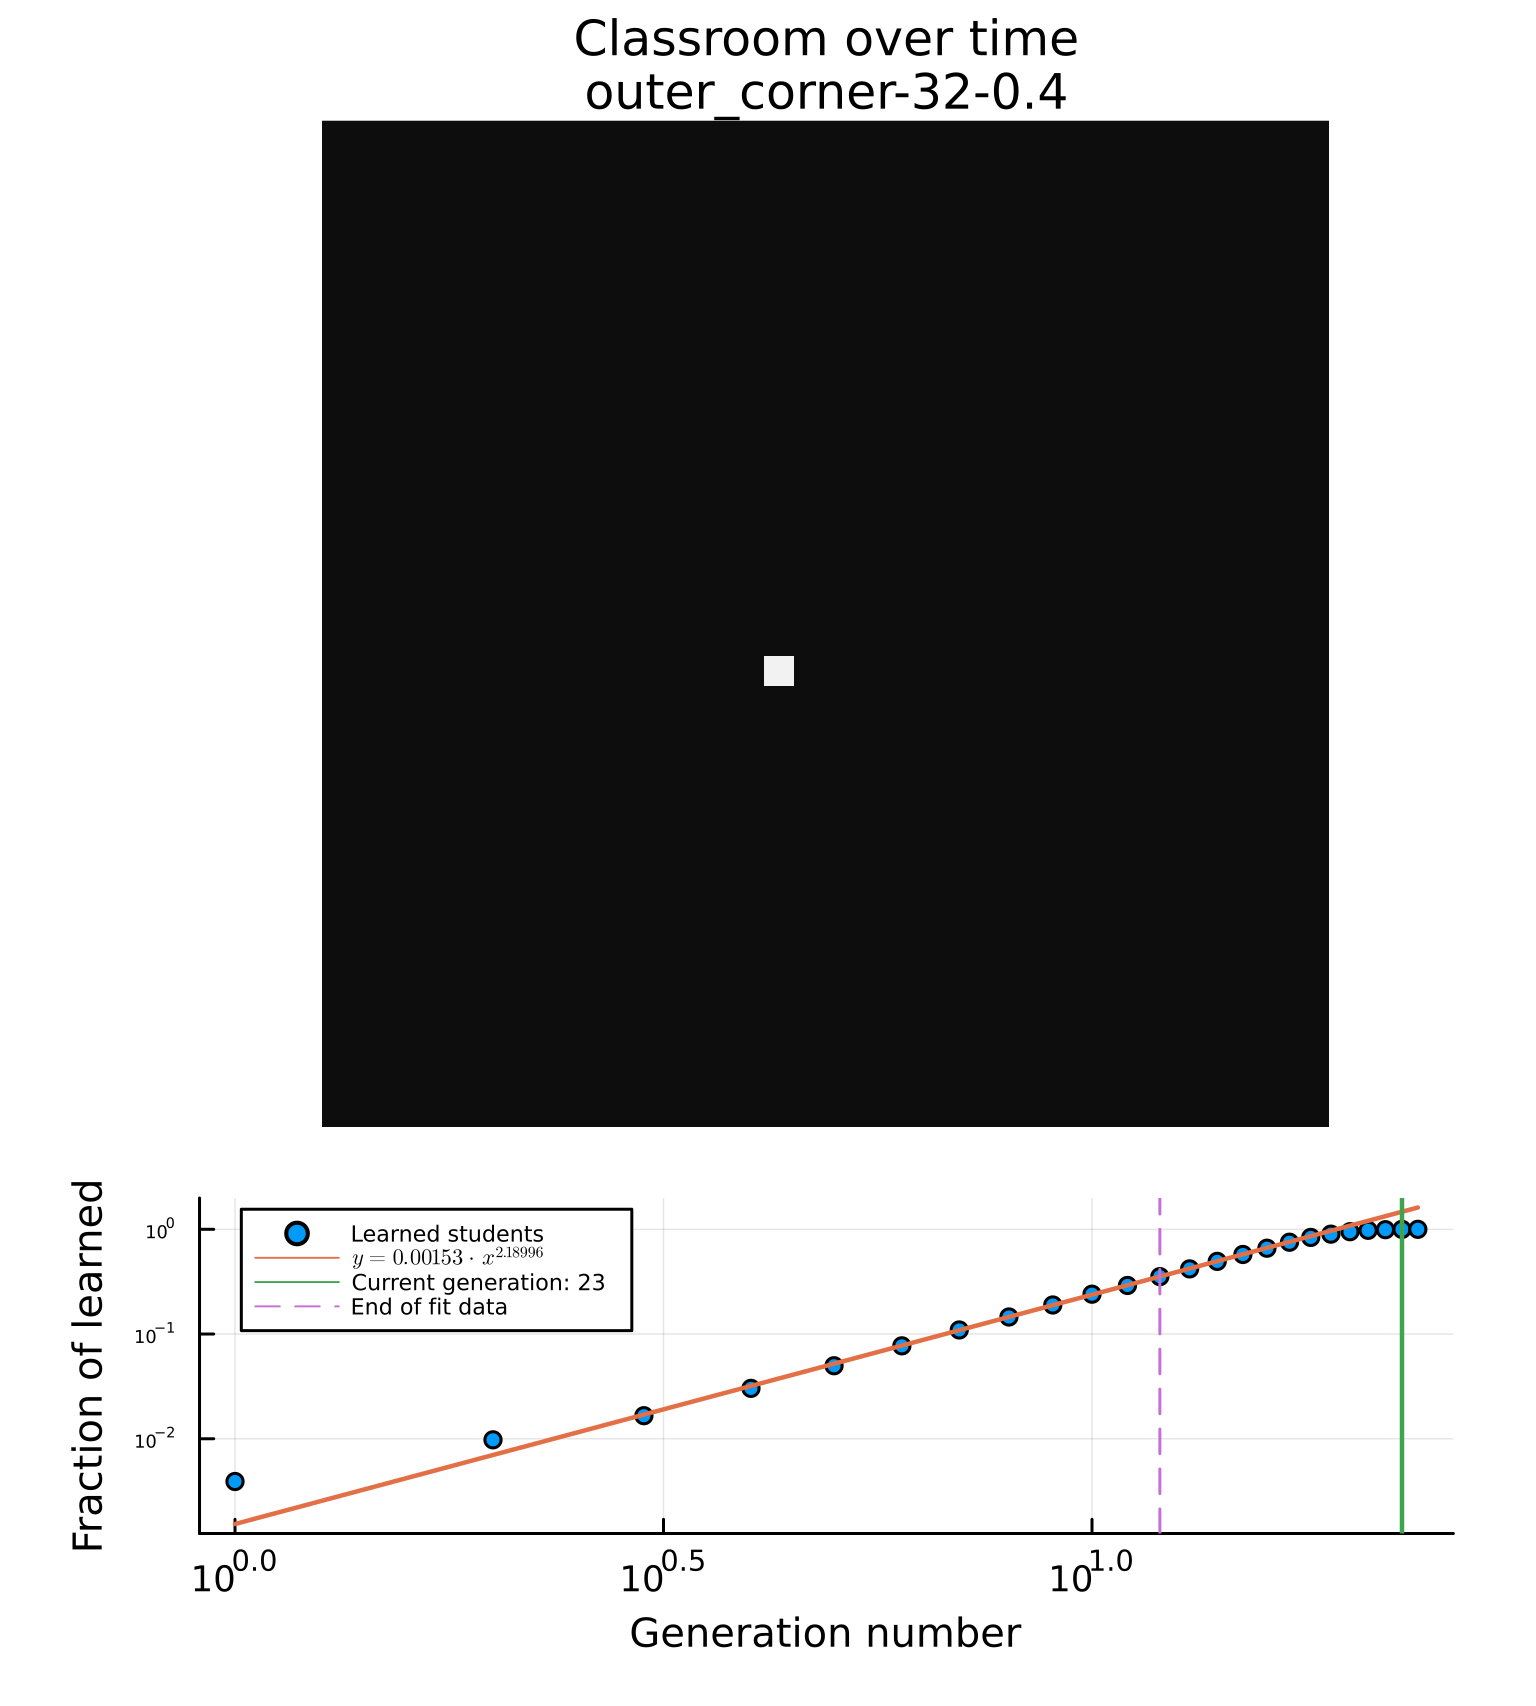 Classroom over time
outer_corner-32-0.4
Fraction of learned
10^0
10^−1
10^−2
Learned students
y = 0.00153 · x^2.18996
Current generation: 23
End of fit data
10^0.0 10^0.5 10^1.0
Generation number